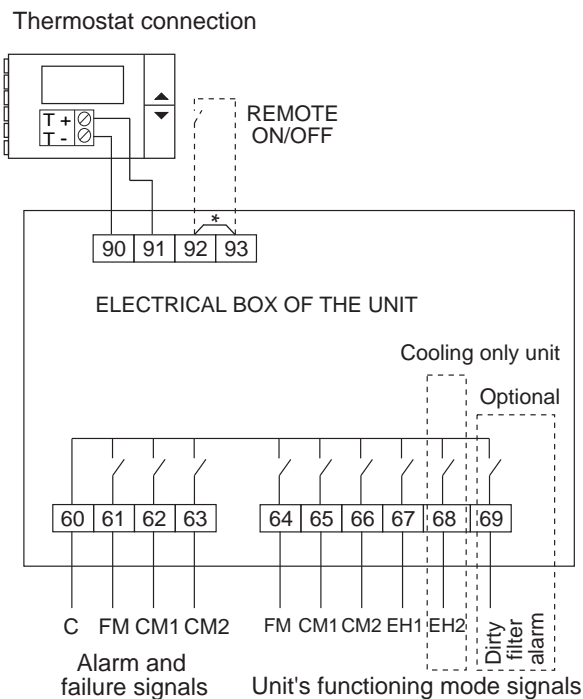 Thermostat connection
T +
T -
REMOTE
ON/OFF
*
90 91 92 93
ELECTRICAL BOX OF THE UNIT
Cooling only unit
Optional
60 61 62 63 64 65 66 67 68 69
C FM CM1 CM2 FM CM1 CM2 EH1 EH2
Dirty
filter
alarm
Alarm and
failure signals
Unit's functioning mode signals